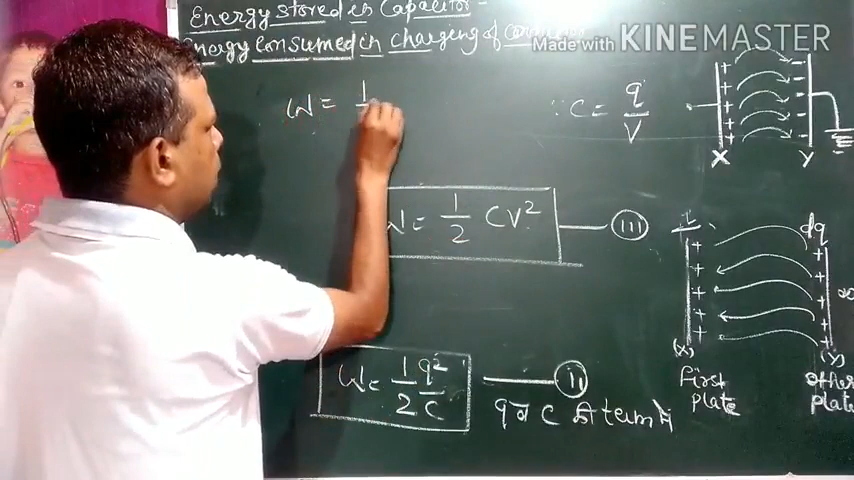 Energy stored in Capacitor -
Energy Consumed in charging of
Made with KINEMASTER
W = 1
∵ C = q/V
X Y
W = 1/2 CV² — (III)
dq
(X) (Y)
First plate
other plate
W = 1/2 q²/C — (II)
q व C के term में